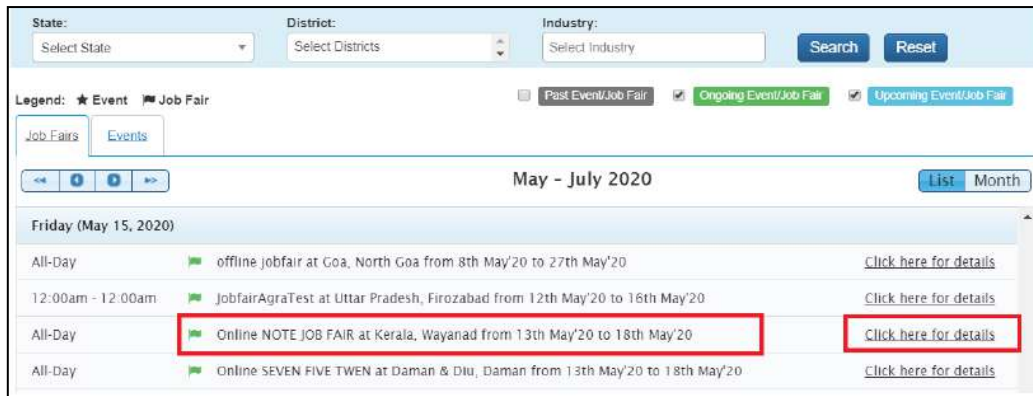 State: District: Industry:
Select State Select Districts Select Industry Search Reset
Legend: ★ Event Job Fair Past Event/Job Fair Ongoing Event/Job Fair Upcoming Event/Job Fair
Job Fairs Events
May - July 2020 List Month
Friday (May 15, 2020)
All-Day offline jobfair at Goa, North Goa from 8th May'20 to 27th May'20 Click here for details
12:00am - 12:00am JobfairAgraTest at Uttar Pradesh, Firozabad from 12th May'20 to 16th May'20 Click here for details
All-Day Online NOTE JOB FAIR at Kerala, Wayanad from 13th May'20 to 18th May'20 Click here for details
All-Day Online SEVEN FIVE TWEN at Daman & Diu, Daman from 13th May'20 to 18th May'20 Click here for details